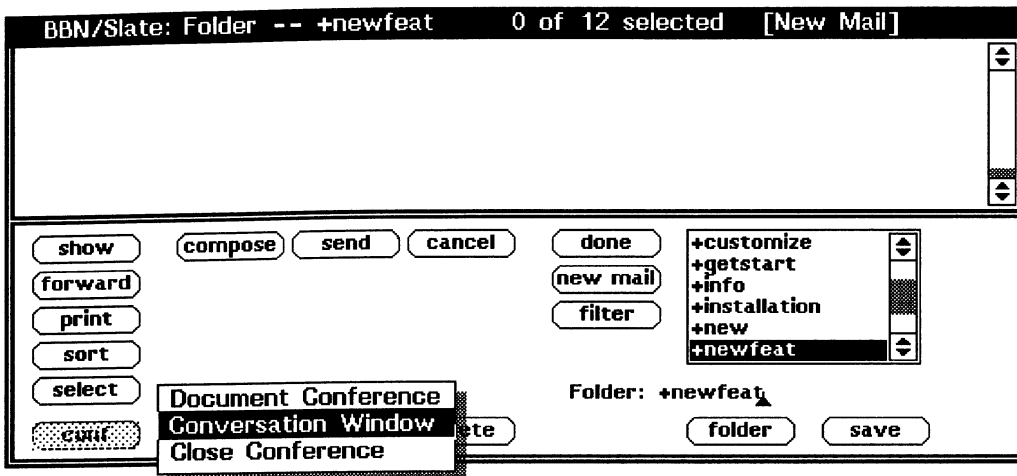 BBN/Slate: Folder -- +newfeat 0 of 12 selected [New Mail]
show compose send cancel done
forward new mail
print filter
sort
select
conf
+customize
+getstart
+info
+installation
+new
+newfeat
Document Conference
Conversation Window
Close Conference
ete
Folder: +newfeat
folder save